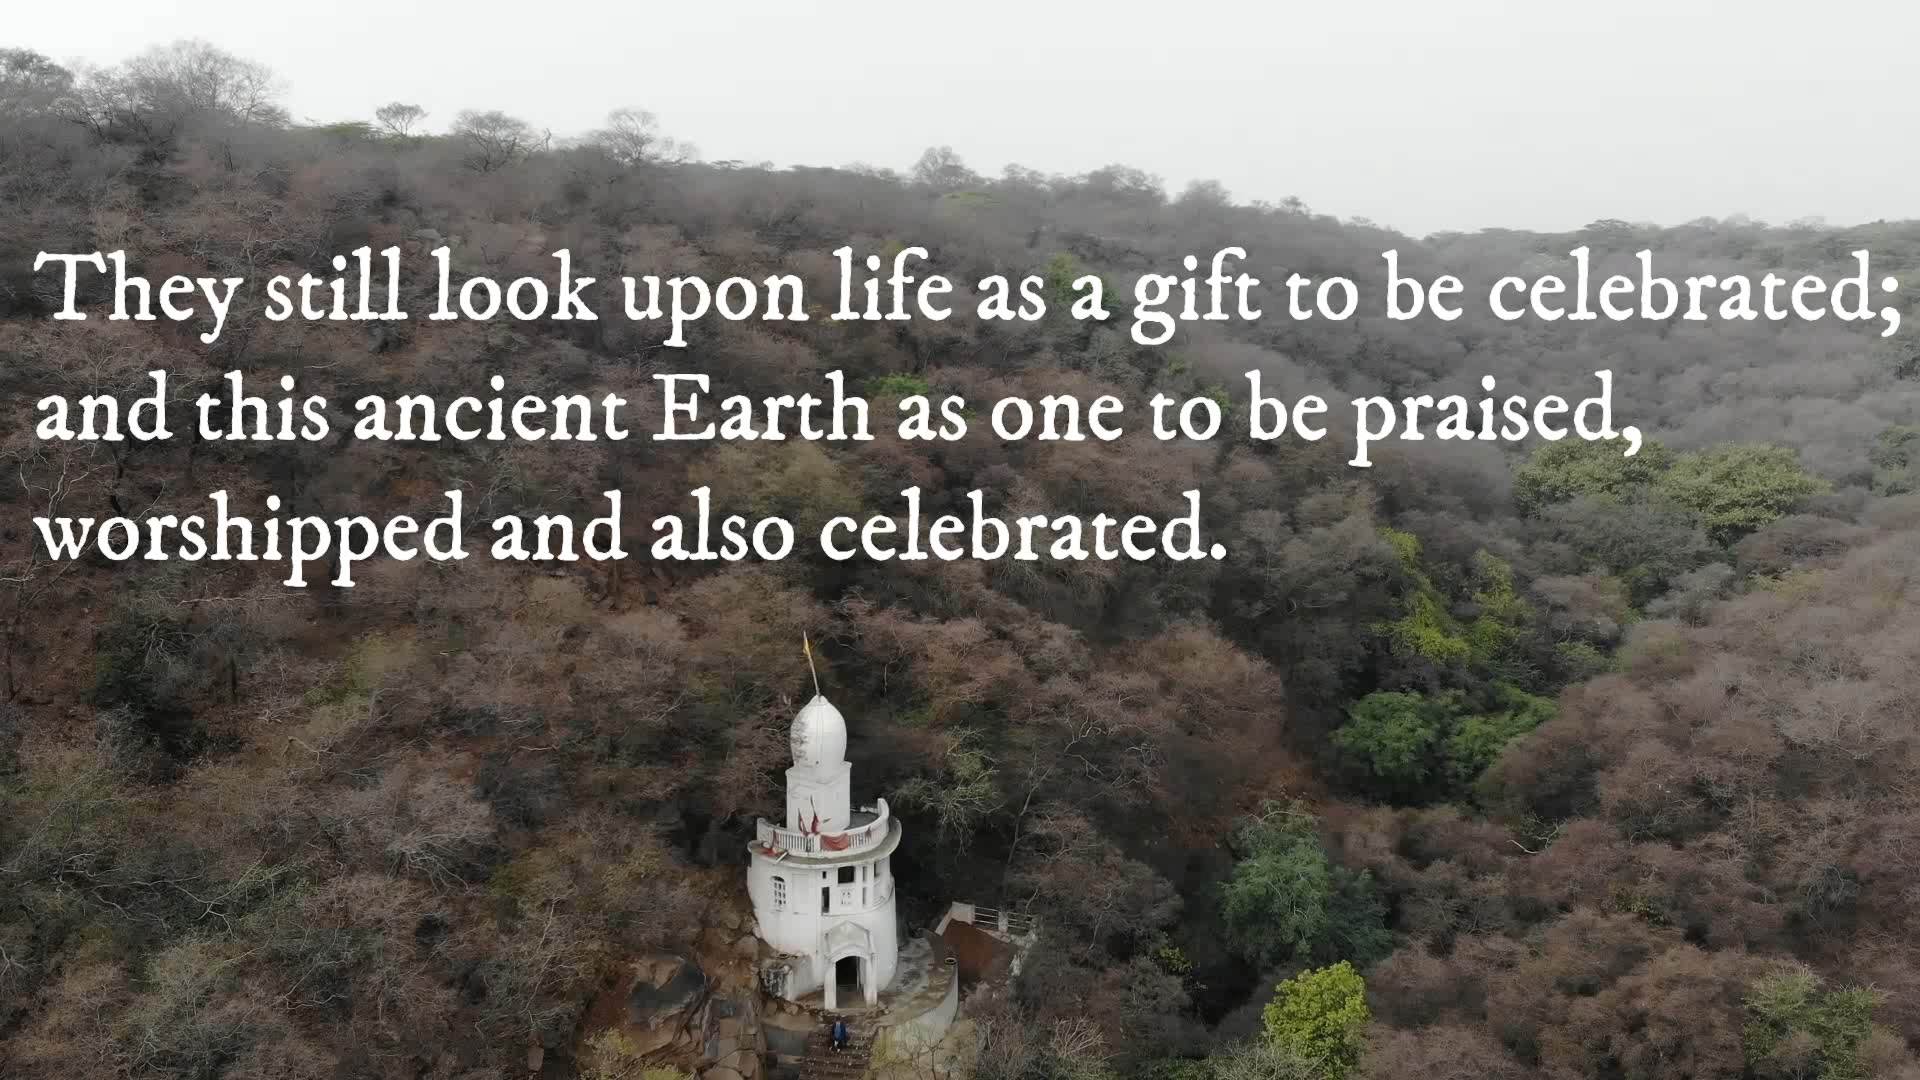 They still look upon life as a gift to be celebrated;
and this ancient Earth as one to be praised,
worshipped and also celebrated.